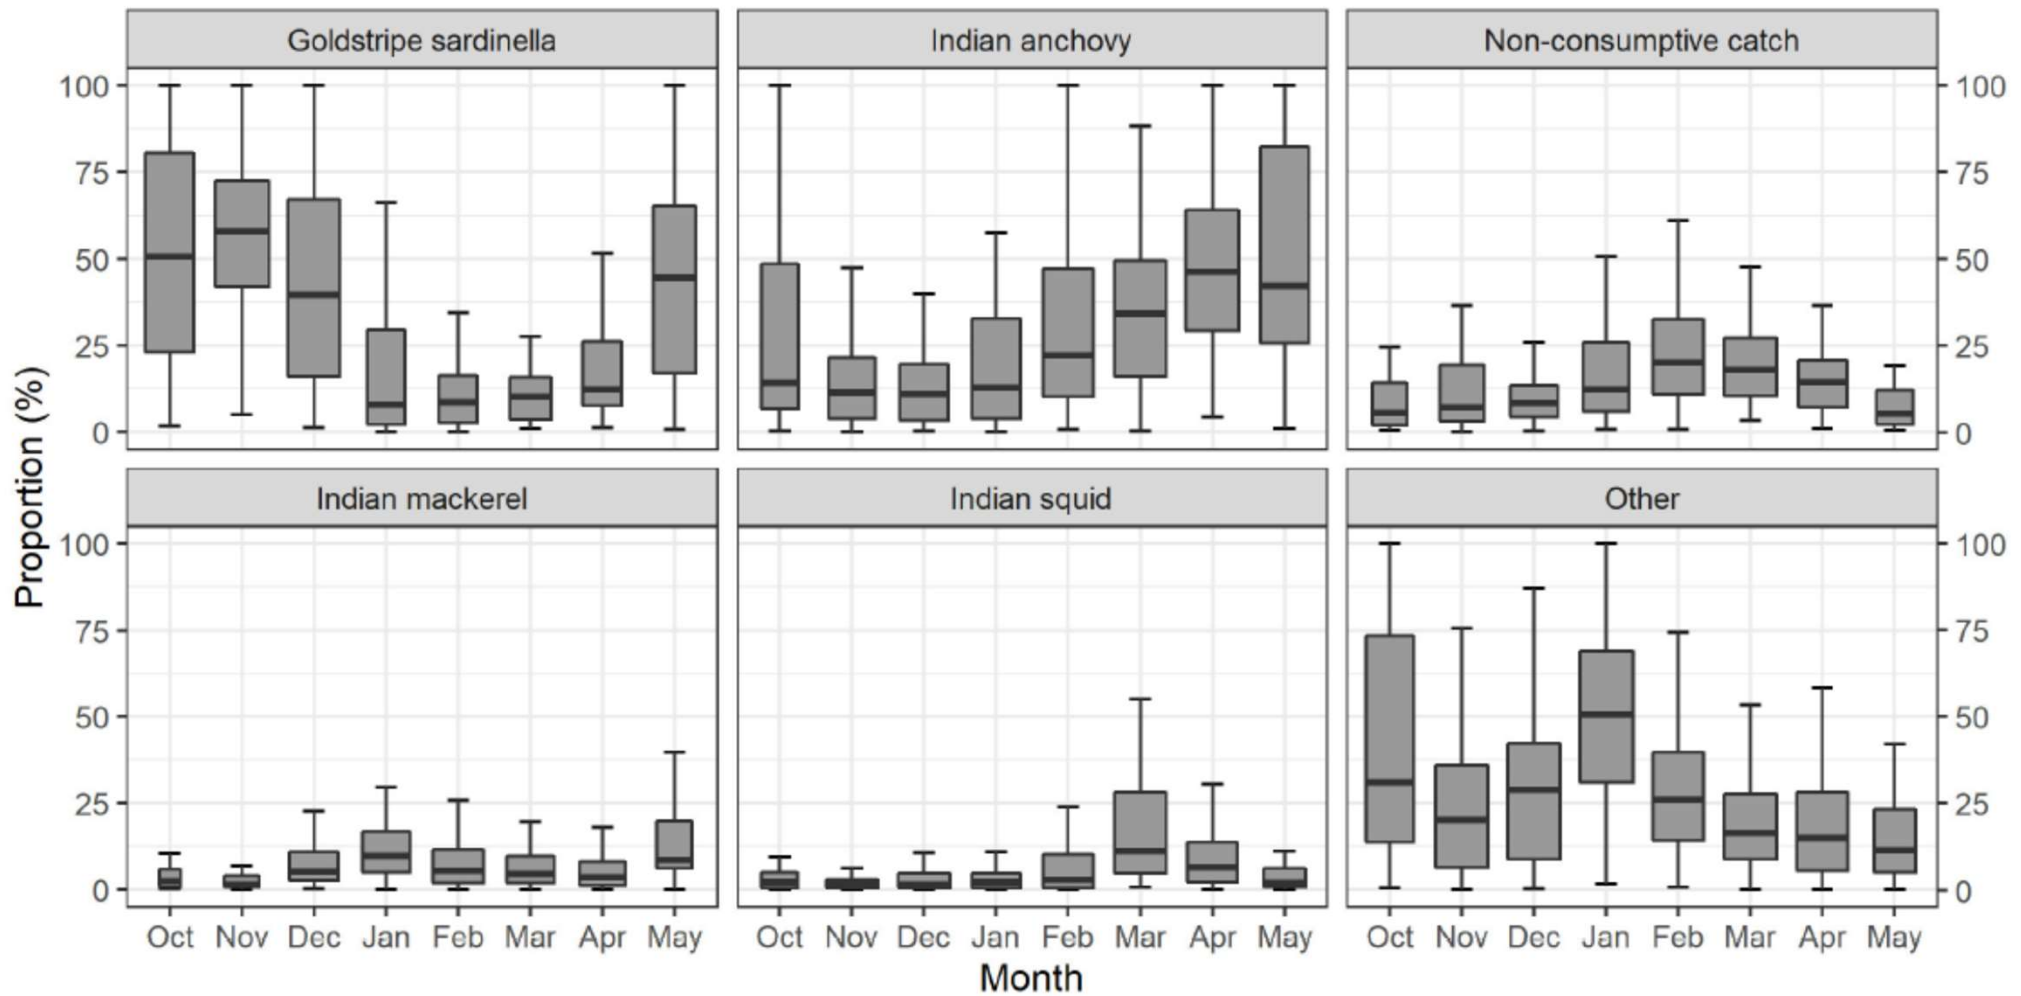 Goldstripe sardinella
Indian anchovy
Non-consumptive catch
100
75
50
25
0
100
75
50
25
0
Proportion (%)
Indian mackerel
Indian squid
Other
100
75
50
25
0
100
75
50
25
0
Oct Nov Dec Jan Feb Mar Apr May
Oct Nov Dec Jan Feb Mar Apr May
Oct Nov Dec Jan Feb Mar Apr May
Month